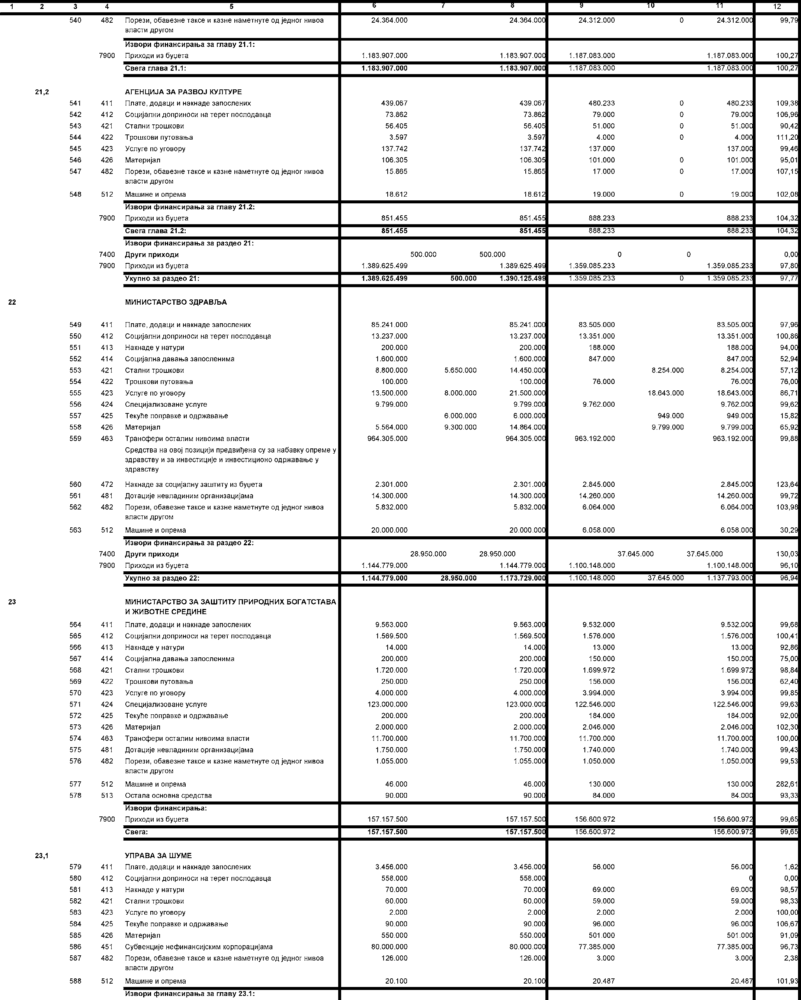 1 2 3 4 5 6 7 8 9 10 11 12
540 482 Порези, обавезне таксе и казне наметнуте од једног нивоа 24.364.000 24.364.000 24.312.000 0 24.312.000 99,79
власти другом
Извори финансирања за главу 21.1:
7900 Приходи из буџета 1.183.907.000 1.183.907.000 1.187.083.000 1.187.083.000 100,27
Свега глава 21.1: 1.183.907.000 1.183.907.000 1.187.083.000 1.187.083.000 100,27
21,2 АГЕНЦИЈА ЗА РАЗВОЈ КУЛТУРЕ
541 411 Плате, додаци и накнаде запослених 439.067 439.067 480.233 0 480.233 109,38
542 412 Социјални доприноси на терет послодавца 73.862 73.862 79.000 0 79.000 106,96
543 421 Стални трошкови 56.405 56.405 51.000 0 51.000 90,42
544 422 Трошкови путовања 3.597 3.597 4.000 0 4.000 111,20
545 423 Услуге по уговору 137.742 137.742 137.000 137.000 99,46
546 426 Материјал 106.305 106.305 101.000 0 101.000 95,01
547 482 Порези, обавезне таксе и казне наметнуте од једног нивоа 15.865 15.865 17.000 0 17.000 107,15
власти другом
548 512 Машине и опрема 18.612 18.612 19.000 0 19.000 102,08
Извори финансирања за главу 21.2:
7900 Приходи из буџета 851.455 851.455 888.233 888.233 104,32
Свега глава 21.2: 851.455 851.455 888.233 888.233 104,32
Извори финансирања за раздео 21:
7400 Други приходи 500.000 500.000 0 0 0,00
7900 Приходи из буџета 1.389.625.499 1.389.625.499 1.359.085.233 1.359.085.233 97,80
Укупно за раздео 21: 1.389.625.499 500.000 1.390.125.499 1.359.085.233 0 1.359.085.233 97,77
22 МИНИСТАРСТВО ЗДРАВЉА
549 411 Плате, додаци и накнаде запослених 85.241.000 85.241.000 83.505.000 83.505.000 97,96
550 412 Социјални доприноси на терет послодавца 13.237.000 13.237.000 13.351.000 13.351.000 100,86
551 413 Накнаде у натури 200.000 200.000 188.000 188.000 94,00
552 414 Социјална давања запосленима 1.600.000 1.600.000 847.000 847.000 52,94
553 421 Стални трошкови 8.800.000 5.650.000 14.450.000 8.254.000 8.254.000 57,12
554 422 Трошкови путовања 100.000 100.000 76.000 76.000 76,00
555 423 Услуге по уговору 13.500.000 8.000.000 21.500.000 18.643.000 18.643.000 86,71
556 424 Специјализоване услуге 9.799.000 9.799.000 9.762.000 9.762.000 99,62
557 425 Текуће поправке и одржавање 6.000.000 6.000.000 949.000 949.000 15,82
558 426 Материјал 5.564.000 9.300.000 14.864.000 9.799.000 9.799.000 65,92
559 463 Трансфери осталим нивоима власти 964.305.000 964.305.000 963.192.000 963.192.000 99,88
Средства на овој позицији предвиђена су за набавку опреме у
здравству и за инвестиције и инвестиционо одржавање у
здравству
560 472 Накнаде за социјалну заштиту из буџета 2.301.000 2.301.000 2.845.000 2.845.000 123,64
561 481 Дотације невладиним организацијама 14.300.000 14.300.000 14.260.000 14.260.000 99,72
562 482 Порези, обавезне таксе и казне наметнуте од једног нивоа 5.832.000 5.832.000 6.064.000 6.064.000 103,98
власти другом
563 512 Машине и опрема 20.000.000 20.000.000 6.058.000 6.058.000 30,29
Извори финансирања за раздео 22:
7400 Други приходи 28.950.000 28.950.000 37.645.000 37.645.000 130,03
7900 Приходи из буџета 1.144.779.000 1.144.779.000 1.100.148.000 1.100.148.000 96,10
Укупно за раздео 22: 1.144.779.000 28.950.000 1.173.729.000 1.100.148.000 37.645.000 1.137.793.000 96,94
23 МИНИСТАРСТВО ЗА ЗАШТИТУ ПРИРОДНИХ БОГАТСТАВА
И ЖИВОТНЕ СРЕДИНЕ
564 411 Плате, додаци и накнаде запослених 9.563.000 9.563.000 9.532.000 9.532.000 99,68
565 412 Социјални доприноси на терет послодавца 1.569.500 1.569.500 1.576.000 1.576.000 100,41
566 413 Накнаде у натури 14.000 14.000 13.000 13.000 92,86
567 414 Социјална давања запосленима 200.000 200.000 150.000 150.000 75,00
568 421 Стални трошкови 1.720.000 1.720.000 1.699.972 1.699.972 98,84
569 422 Трошкови путовања 250.000 250.000 156.000 156.000 62,40
570 423 Услуге по уговору 4.000.000 4.000.000 3.994.000 3.994.000 99,85
571 424 Специјализоване услуге 123.000.000 123.000.000 122.546.000 122.546.000 99,63
572 425 Текуће поправке и одржавање 200.000 200.000 184.000 184.000 92,00
573 426 Материјал 2.000.000 2.000.000 2.046.000 2.046.000 102,30
574 463 Трансфери осталим нивоима власти 11.700.000 11.700.000 11.700.000 11.700.000 100,00
575 481 Дотације невладиним организацијама 1.750.000 1.750.000 1.740.000 1.740.000 99,43
576 482 Порези, обавезне таксе и казне наметнуте од једног нивоа 1.055.000 1.055.000 1.050.000 1.050.000 99,53
власти другом
577 512 Машине и опрема 46.000 46.000 130.000 130.000 282,61
578 513 Остала основна средства 90.000 90.000 84.000 84.000 93,33
Извори финансирања:
7900 Приходи из буџета 157.157.500 157.157.500 156.600.972 156.600.972 99,65
Свега: 157.157.500 157.157.500 156.600.972 156.600.972 99,65
23,1 УПРАВА ЗА ШУМЕ
579 411 Плате, додаци и накнаде запослених 3.456.000 3.456.000 56.000 56.000 1,62
580 412 Социјални доприноси на терет послодавца 558.000 558.000 0 0,00
581 413 Накнаде у натури 70.000 70.000 69.000 69.000 98,57
582 421 Стални трошкови 60.000 60.000 59.000 59.000 98,33
583 423 Услуге по уговору 2.000 2.000 2.000 2.000 100,00
584 425 Текуће поправке и одржавање 90.000 90.000 96.000 96.000 106,67
585 426 Материјал 550.000 550.000 501.000 501.000 91,09
586 451 Субвенције нефинансијским корпорацијама 80.000.000 80.000.000 77.385.000 77.385.000 96,73
587 482 Порези, обавезне таксе и казне наметнуте од једног нивоа 126.000 126.000 3.000 3.000 2,38
власти другом
588 512 Машине и опрема 20.100 20.100 20.487 20.487 101,93
Извори финансирања за главу 23.1: